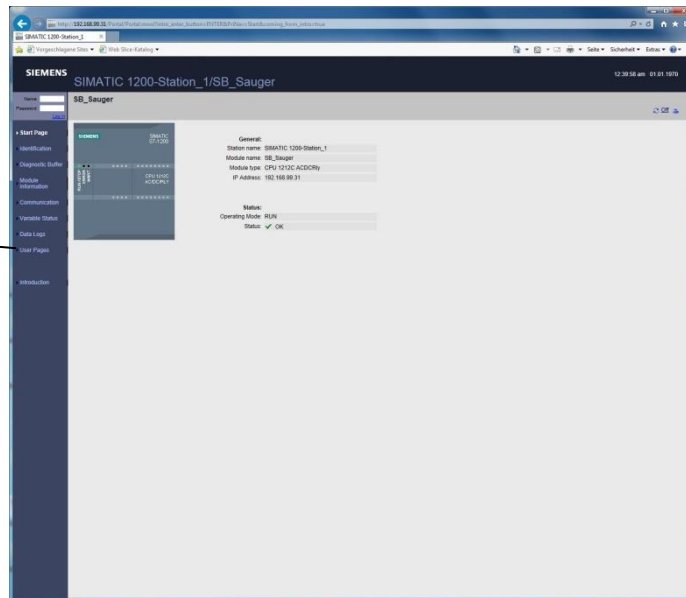 SIMATIC 1200-Station_1
Vorgeschlagene Sites
Web Slice-Katalog
Seite
Sicherheit
Extras
SIEMENS
SIMATIC 1200-Station_1/SB_Sauger
12:39:58 am 01.01.1970
Name
Password
Log in
SB_Sauger
Start Page
Identification
Diagnostic Buffer
Module
Information
Communication
Variable Status
Data Logs
User Pages
Introduction
SIEMENS
SIMATIC
S7-1200
CPU 1212C
AC/DC/RLY
General:
Station name: SIMATIC 1200-Station_1
Module name: SB_Sauger
Module type: CPU 1212C ACDCRly
IP Address: 192.168.99.31
Status:
Operating Mode: RUN
Status: OK